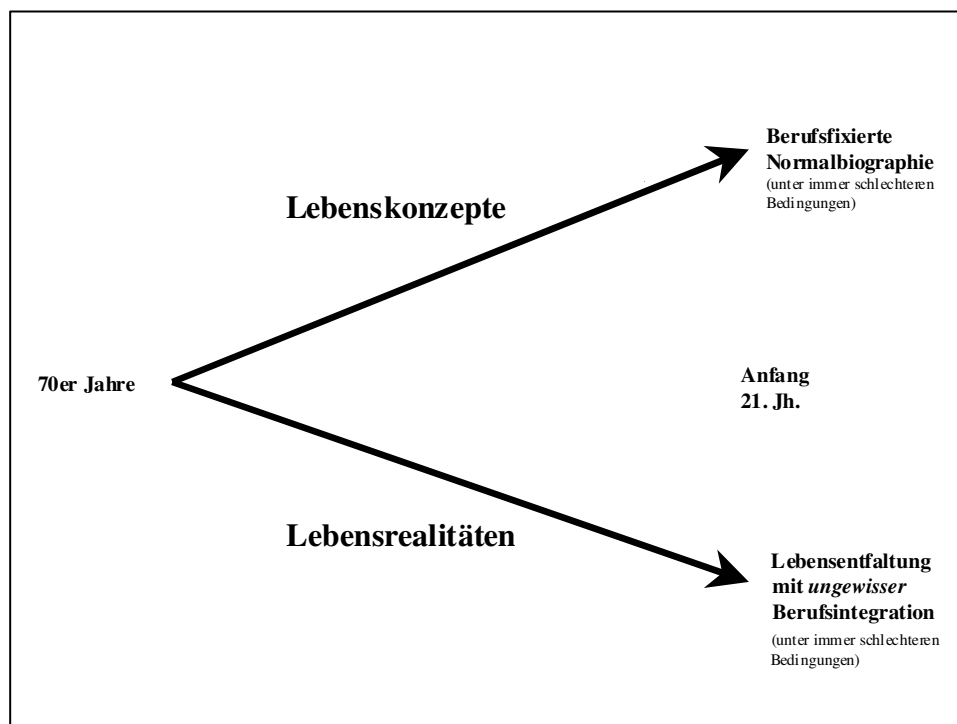 Berufsfixierte
Normalbiographie
(unter immer schlechteren
Bedingungen)
Lebenskonzepte
70er Jahre
Anfang
21. Jh.
Lebensrealitäten
Lebensentfaltung
mit ungewisser
Berufsintegration
(unter immer schlechteren
Bedingungen)